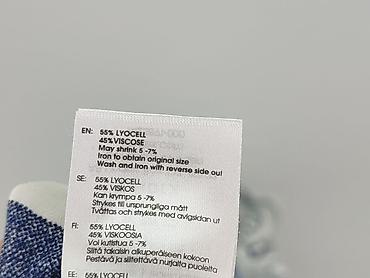 EN: 55% LYOCELL
45%VISCOSE
May shrink 5 -7%
Iron to obtain original size
Wash and Iron with reverse side out
SE: 55% LYOCELL
45% VISKOS
Kan krympa 5 -7%
Strykes till ursprungliga mått
Tvättas och strykes med avigsidan ut
FI: 55% LYOCELL
45% VISKOOSIA
Voi kutistua 5 -7%
Siltä takaisin alkuperäiseen kokoon
Pestävä ja silitettävä nurjalta puolelta
EE: 55% LYOCELL